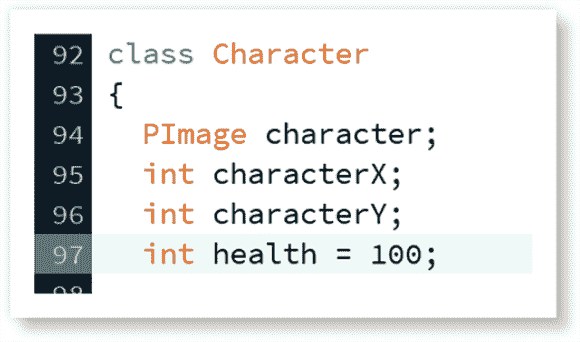 92 class Character
93 {
94 PImage character;
95 int characterX;
96 int characterY;
97 int health = 100;